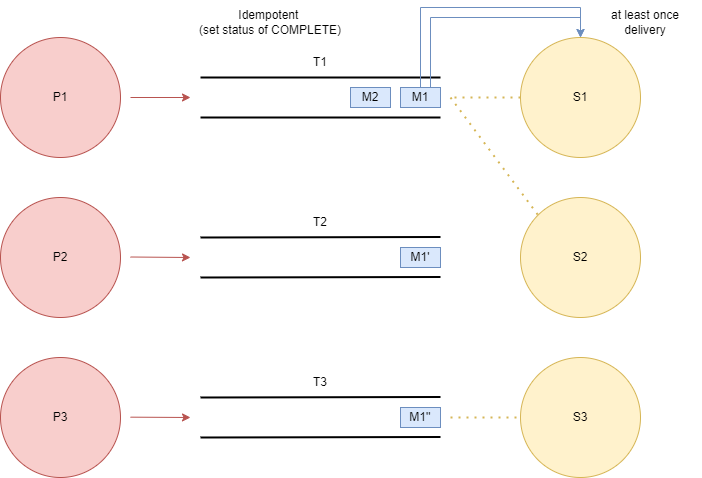 Idempotent
(set status of COMPLETE)
at least once
delivery
T1
P1
M2
M1
S1
T2
P2
M1'
S2
T3
P3
M1"
S3